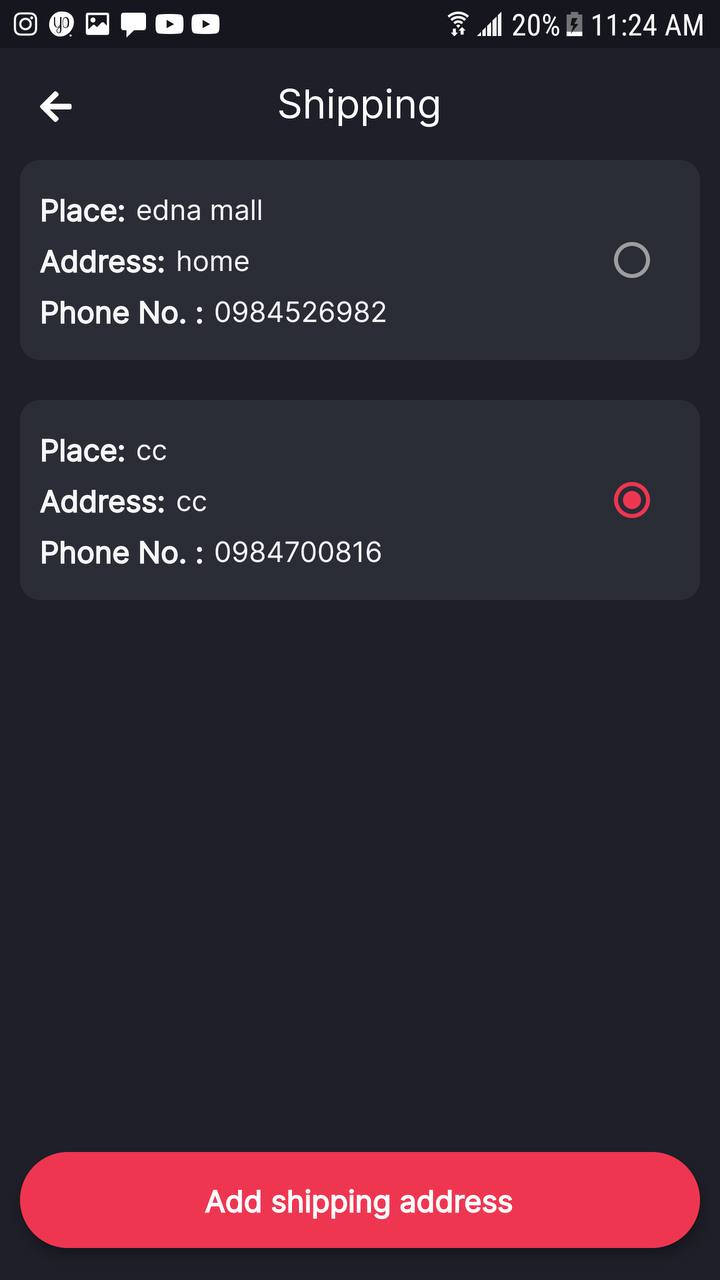 20% 11:24 AM
Shipping
Place: edna mall
Address: home
Phone No. : 0984526982
Place: cc
Address: cc
Phone No. : 0984700816
Add shipping address